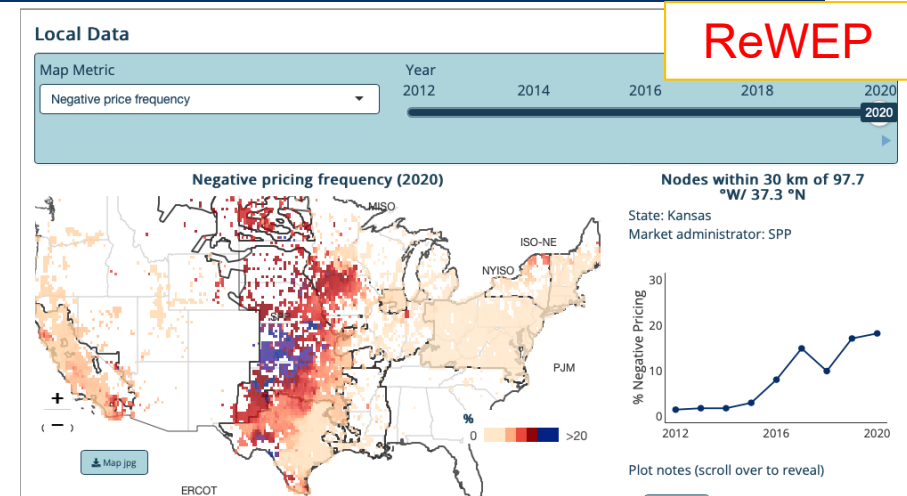 ReWEP
Local Data
Map Metric
Negative price frequency
Year
2012 2014 2016 2018 2020
2020
Negative pricing frequency (2020)
MISO
ISO-NE
NYISO
SPP
PJM
ERCOT
+
−
%
0 >20
Map jpg
Nodes within 30 km of 97.7
°W/ 37.3 °N
State: Kansas
Market administrator: SPP
% Negative Pricing
30
20
10
0
2012 2016 2020
Plot notes (scroll over to reveal)